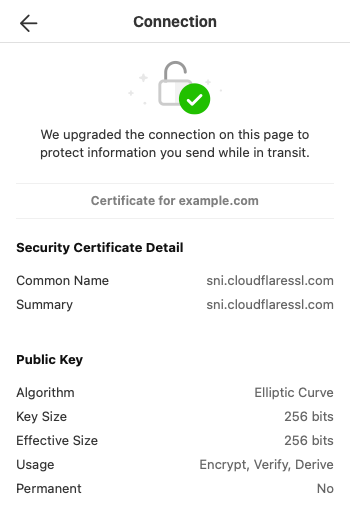 Connection
We upgraded the connection on this page to
protect information you send while in transit.
Certificate for example.com
Security Certificate Detail
Common Name sni.cloudflaressl.com
Summary sni.cloudflaressl.com
Public Key
Algorithm Elliptic Curve
Key Size 256 bits
Effective Size 256 bits
Usage Encrypt, Verify, Derive
Permanent No